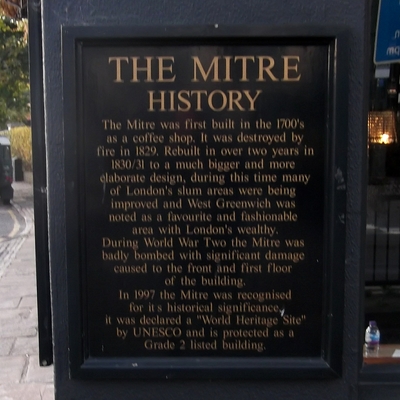 THE MITRE
HISTORY
The Mitre was first built in the 1700's
as a coffee shop. It was destroyed by
fire in 1829. Rebuilt in over two years in
1830/31 to a much bigger and more
elaborate design, during this time many
of London's slum areas were being
improved and West Greenwich was
noted as a favourite and fashionable
area with London's wealthy.
During World War Two the Mitre was
badly bombed with significant damage
caused to the front and first floor
of the building.
In 1997 the Mitre was recognised
for it's historical significance,
it was declared a "World Heritage Site"
by UNESCO and is protected as a
Grade 2 listed building.